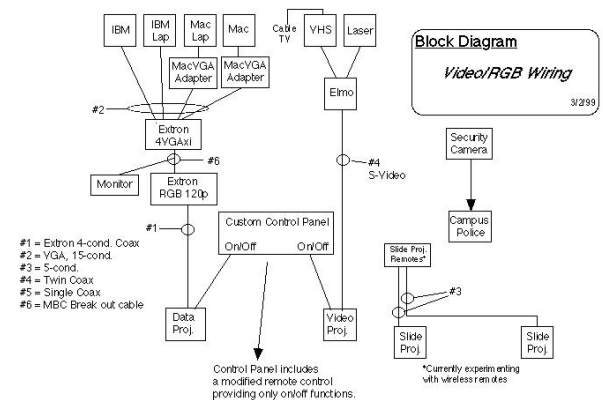 Block Diagram
Video/RGB Wiring
3/2/99
IBM
IBM
Lap
Mac
Lap
Mac
Cable
TV
VHS
Laser
MacVGA
Adapter
MacVGA
Adapter
Elmo
#2
Extron
4VGAxi
#6
Monitor
Extron
RGB 120p
#4
S-Video
Security
Camera
Campus
Police
#1
Custom Control Panel
On/Off
On/Off
#1 = Extron 4-cond. Coax
#2 = VGA, 15-cond.
#3 = 5-cond.
#4 = Twin Coax
#5 = Single Coax
#6 = MBC Break out cable
Slide Proj.
Remotes*
#3
Data
Proj.
Video
Proj.
Slide
Proj.
Slide
Proj.
Control Panel includes
a modified remote control
providing only on/off functions.
*Currently experimenting
with wireless remotes